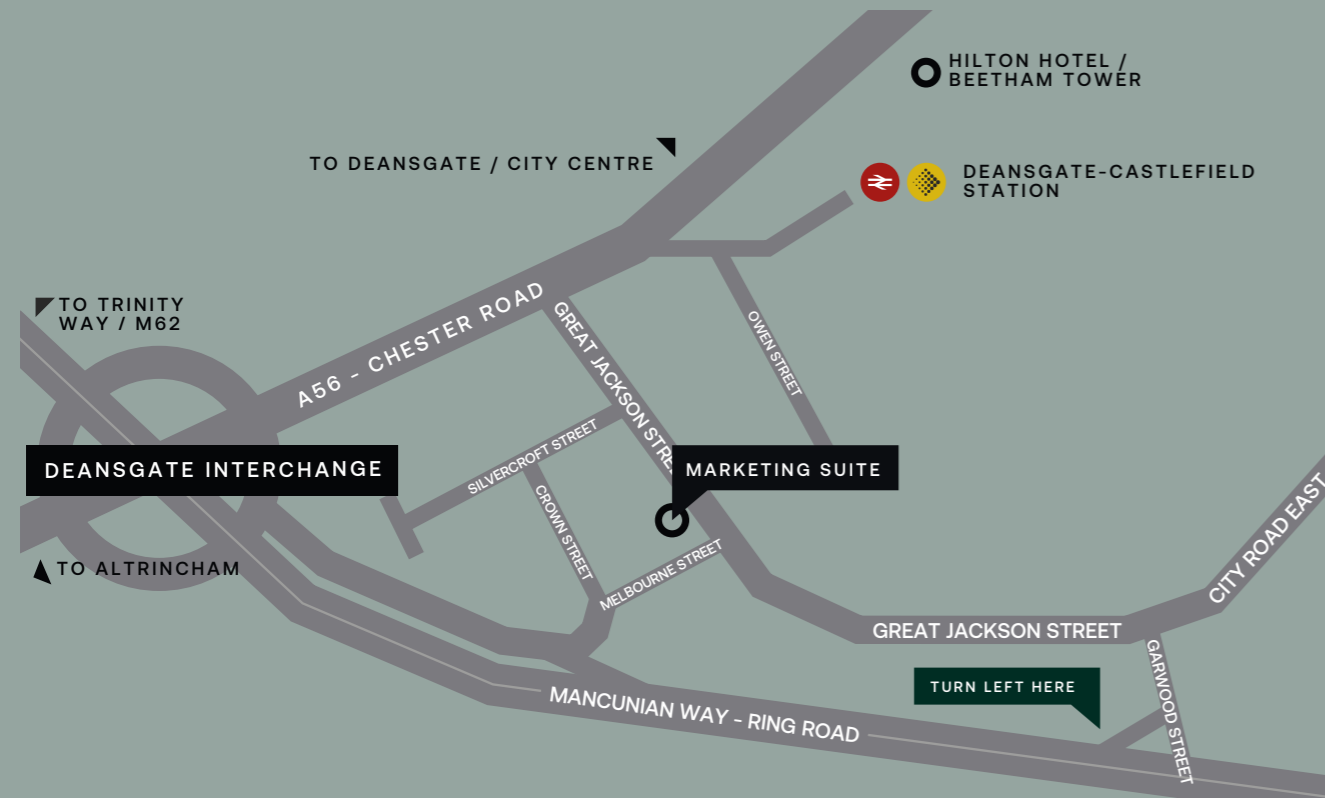 HILTON HOTEL /
BEETHAM TOWER
TO DEANSGATE / CITY CENTRE
DEANSGATE-CASTLEFIELD
STATION
TO TRINITY
WAY / M62
A56 - CHESTER ROAD
GREAT JACKSON STREE
OWEN STREET
SILVERCROFT STREET
DEANSGATE INTERCHANGE
MARKETING SUITE
CROWN STREET
MELBOURNE STREET
CITY ROAD EAST
TO ALTRINCHAM
GREAT JACKSON STREET
GARWOOD STREET
TURN LEFT HERE
MANCUNIAN WAY - RING ROAD